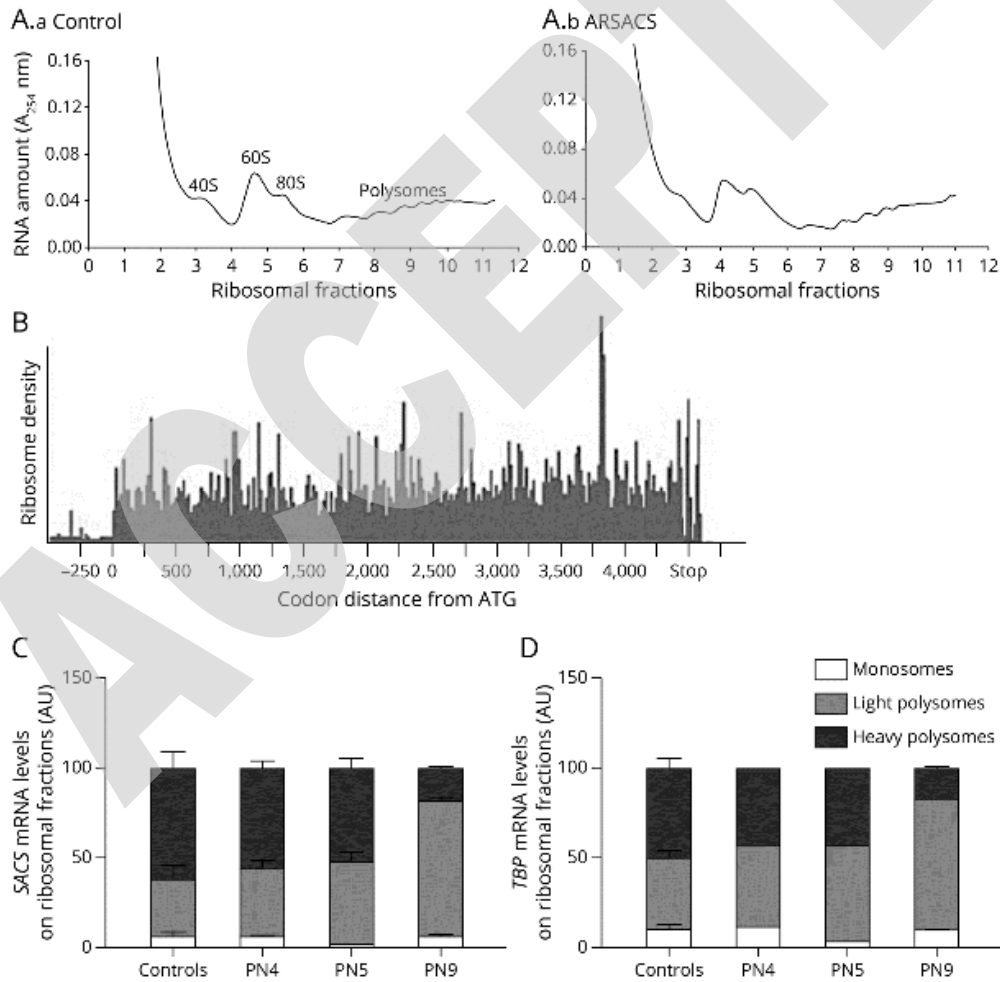 A.a Control
A.b ARSACS
RNA amount (A254 nm)
0.16
0.12
0.08
0.04
0.00
40S
60S
80S
Polysomes
0 1 2 3 4 5 6 7 8 9 10 11 12
Ribosomal fractions
0.16
0.12
0.08
0.04
0.00
0 1 2 3 4 5 6 7 8 9 10 11 12
Ribosomal fractions
B
Ribosome density
−250 0 500 1,000 1,500 2,000 2,500 3,000 3,500 4,000 Stop
Codon distance from ATG
C
SACS mRNA levels
on ribosomal fractions (AU)
150
100
50
0
Controls PN4 PN5 PN9
D
TBP mRNA levels
on ribosomal fractions (AU)
150
100
50
0
Controls PN4 PN5 PN9
Monosomes
Light polysomes
Heavy polysomes
ACCEPT